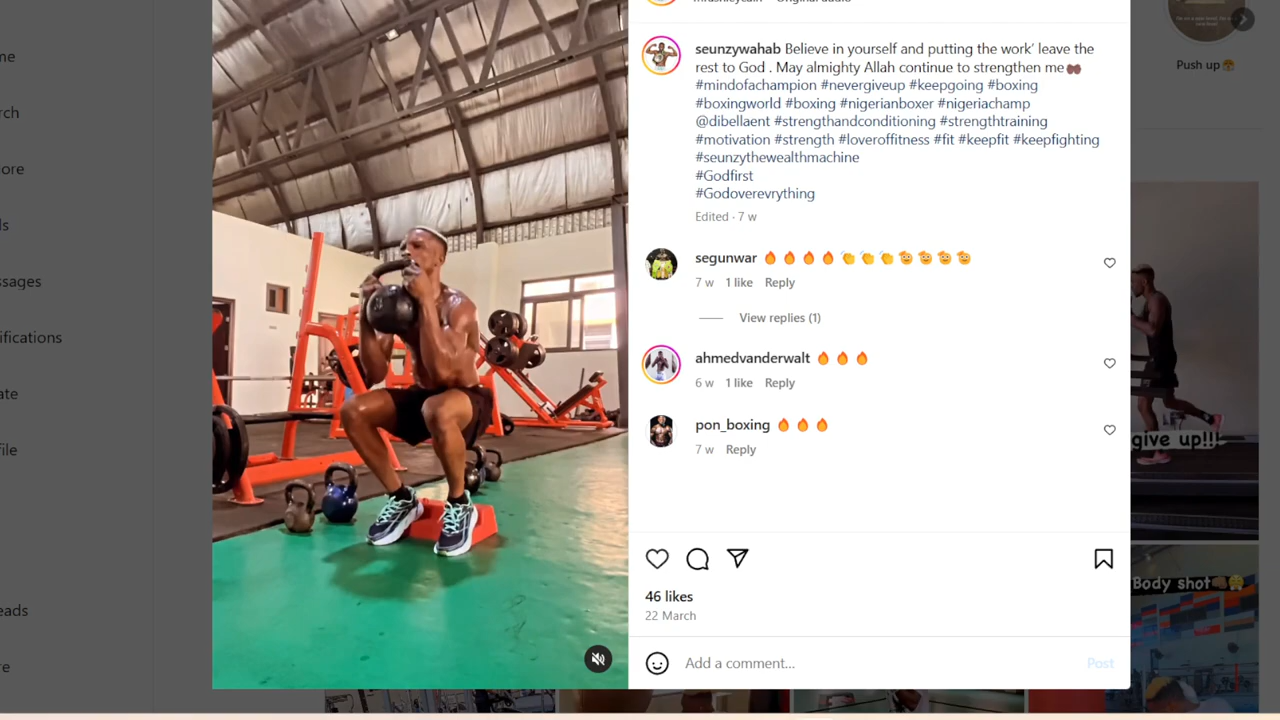 Original audio
seunzywahab Believe in yourself and putting the work’ leave the
rest to God . May almighty Allah continue to strengthen me
#mindofachampion #nevergiveup #keepgoing #boxing
#boxingworld #boxing #nigerianboxer #nigeriachamp
@dibellaent #strengthandconditioning #strengthtraining
#motivation #strength #loveroffitness #fit #keepfit #keepfighting
#seunzythewealthmachine
#Godfirst
#Godoverevrything
Edited · 7 w
segunwar 🔥🔥🔥🔥👏👏👏
7 w 1 like Reply
View replies (1)
ahmedvanderwalt 🔥🔥🔥
6 w 1 like Reply
pon_boxing 🔥🔥🔥
7 w Reply
46 likes
22 March
Add a comment... Post
Push up
give up!!!
Body shot
me
rch
ore
ls
ssages
ifications
ate
file
eads
re